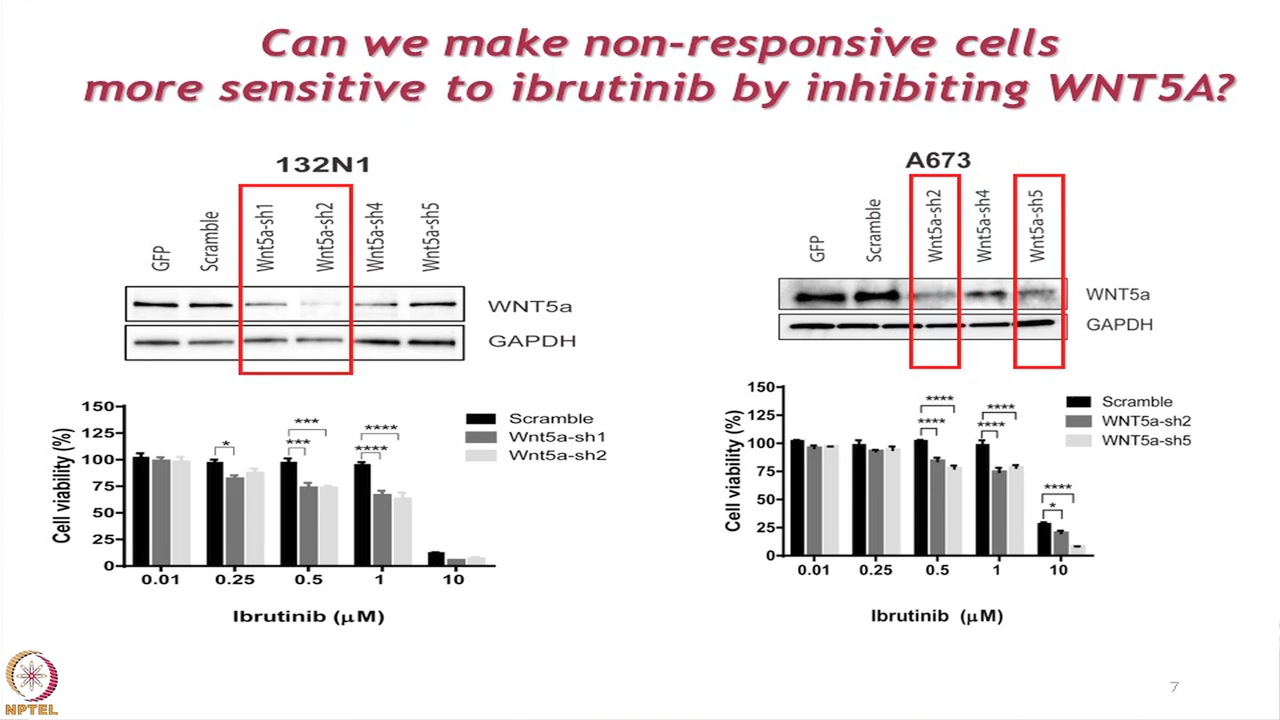 Can we make non-responsive cells
more sensitive to ibrutinib by inhibiting WNT5A?
132N1
GFP
Scramble
Wnt5a-sh1
Wnt5a-sh2
Wnt5a-sh4
Wnt5a-sh5
WNT5a
GAPDH
150
125
100
75
50
25
0
Cell viability (%)
*
***
***
****
****
0.01 0.25 0.5 1 10
Ibrutinib (μM)
Scramble
Wnt5a-sh1
Wnt5a-sh2
A673
GFP
Scramble
Wnt5a-sh2
Wnt5a-sh4
Wnt5a-sh5
WNT5a
GAPDH
150
125
100
75
50
25
0
Cell viability (%)
****
****
****
****
****
*
0.01 0.25 0.5 1 10
Ibrutinib (μM)
Scramble
WNT5a-sh2
WNT5a-sh5
NPTEL
7